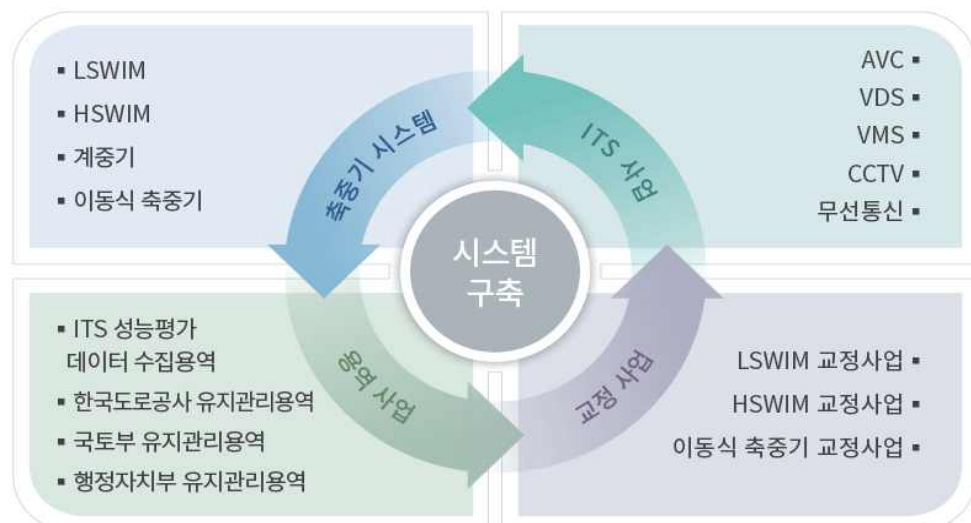 ▪ LSWIM
▪ HSWIM
▪ 계중기
▪ 이동식 축중기
축중기 시스템
AVC ▪
VDS ▪
VMS ▪
CCTV ▪
무선통신 ▪
ITS 사업
시스템
구축
▪ ITS 성능평가
데이터 수집용역
▪ 한국도로공사 유지관리용역
▪ 국토부 유지관리용역
▪ 행정자치부 유지관리용역
용역 사업
LSWIM 교정사업 ▪
HSWIM 교정사업 ▪
이동식 축중기 교정사업 ▪
교정 사업